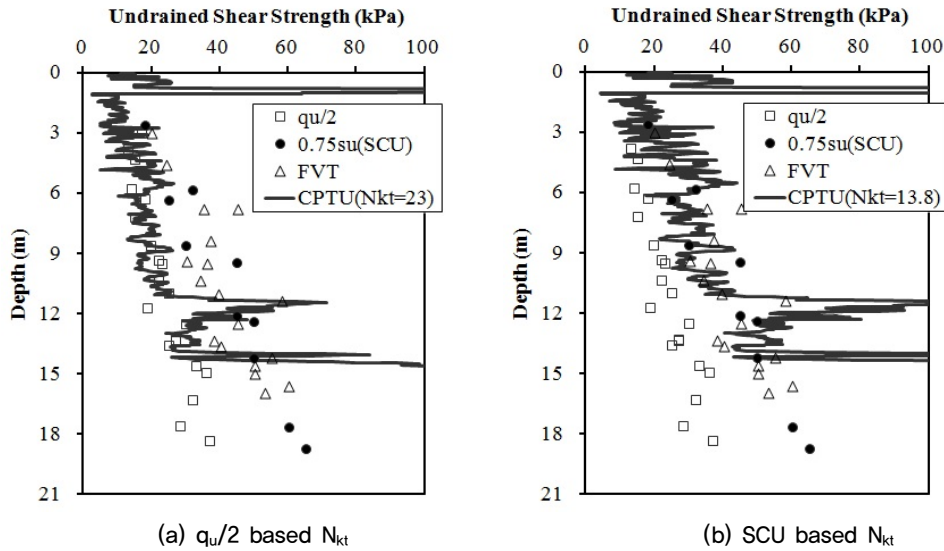 Undrained Shear Strength (kPa)
0 20 40 60 80 100
0
3
6
9
12
15
18
21
Depth (m)
qu/2
0.75su(SCU)
FVT
CPTU(Nkt=23)
(a) qu/2 based Nkt
Undrained Shear Strength (kPa)
0 20 40 60 80 100
0
3
6
9
12
15
18
21
Depth (m)
qu/2
0.75su(SCU)
FVT
CPTU(Nkt=13.8)
(b) SCU based Nkt